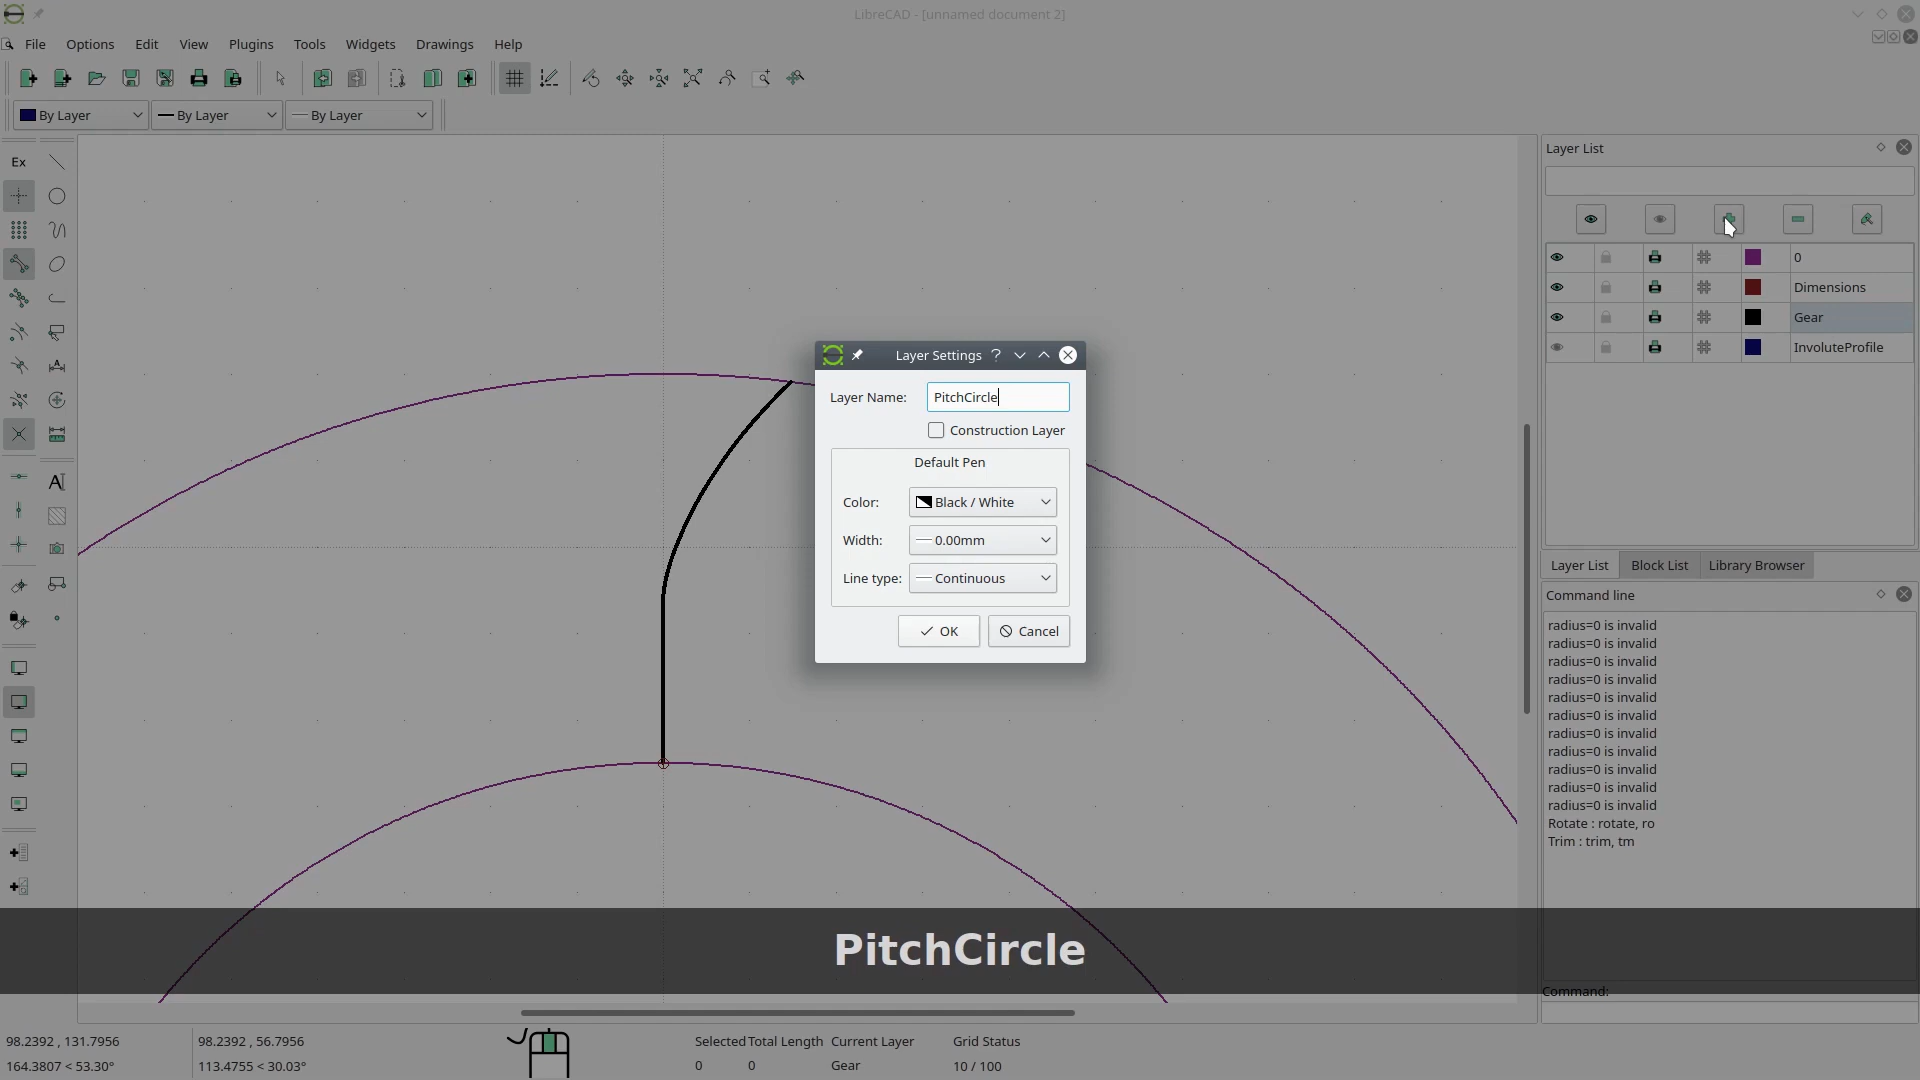 LibreCAD - [unnamed document 2]
File Options Edit View Plugins Tools Widgets Drawings Help
By Layer By Layer By Layer
Ex
Layer List
0
Dimensions
Gear
InvoluteProfile
Layer Settings ?
Layer Name: PitchCircle
Construction Layer
Default Pen
Color: Black / White
Width: 0.00mm
Line type: Continuous
OK Cancel
Layer List Block List Library Browser
Command line
radius=0 is invalid
radius=0 is invalid
radius=0 is invalid
radius=0 is invalid
radius=0 is invalid
radius=0 is invalid
radius=0 is invalid
radius=0 is invalid
radius=0 is invalid
radius=0 is invalid
radius=0 is invalid
Rotate : rotate, ro
Trim : trim, tm
A
PitchCircle
Command:
98.2392 , 131.7956 98.2392 , 56.7956 Selected Total Length Current Layer Grid Status
164.3807 < 53.30° 113.4755 < 30.03° 0 0 Gear 10 / 100